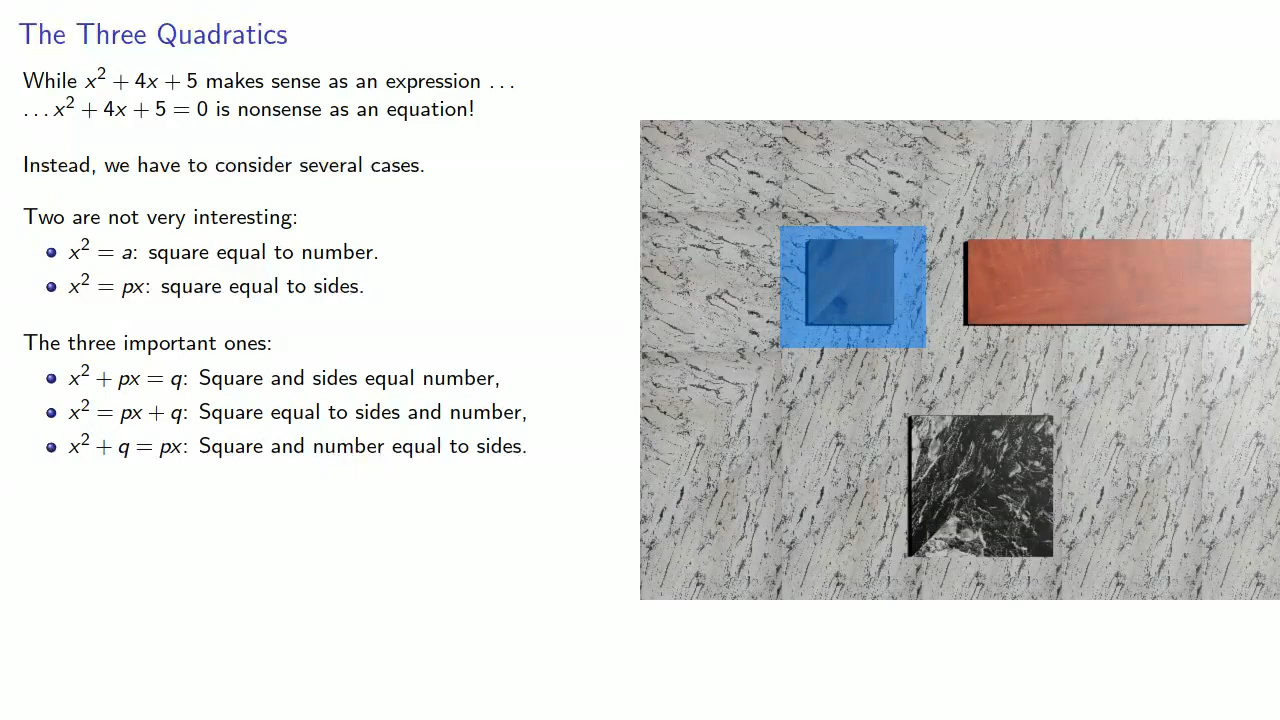 The Three Quadratics
While x² + 4x + 5 makes sense as an expression ...
... x² + 4x + 5 = 0 is nonsense as an equation!
Instead, we have to consider several cases.
Two are not very interesting:
• x² = a: square equal to number.
• x² = px: square equal to sides.
The three important ones:
• x² + px = q: Square and sides equal number,
• x² = px + q: Square equal to sides and number,
• x² + q = px: Square and number equal to sides.